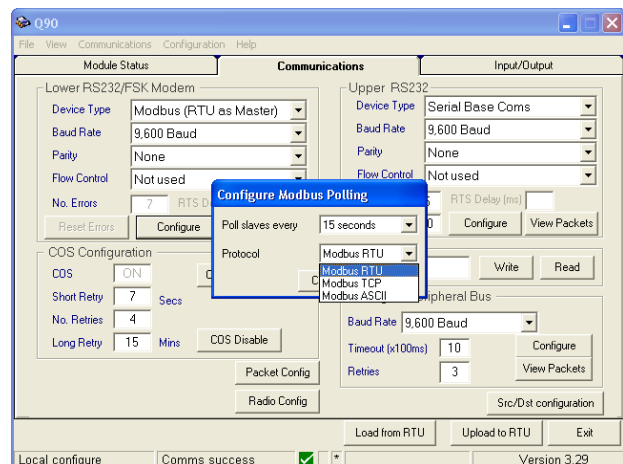 Q90
File View Communications Configuration Help
Module Status Communications Input/Output
Lower RS232/FSK Modem
Device Type Modbus (RTU as Master)
Baud Rate 9,600 Baud
Parity None
Flow Control Not used
No. Errors 7 RTS D
Reset Errors Configure
Upper RS232
Device Type Serial Base Coms
Baud Rate 9,600 Baud
Parity None
Flow Control Not used
RTS Delay (ms)
0 Configure View Packets
Configure Modbus Polling
Poll slaves every 15 seconds
Protocol Modbus RTU
Modbus RTU
Modbus TCP
Modbus ASCII
COS Configuration
COS ON
Short Retry 7 Secs
No. Retries 4
Long Retry 15 Mins COS Disable
Packet Config
Radio Config
Write Read
ipheral Bus
Baud Rate 9,600 Baud
Timeout (x100ms) 10 Configure
Retries 3 View Packets
Src/Dst configuration
Load from RTU Upload to RTU Exit
Local configure Comms success * Version 3.29